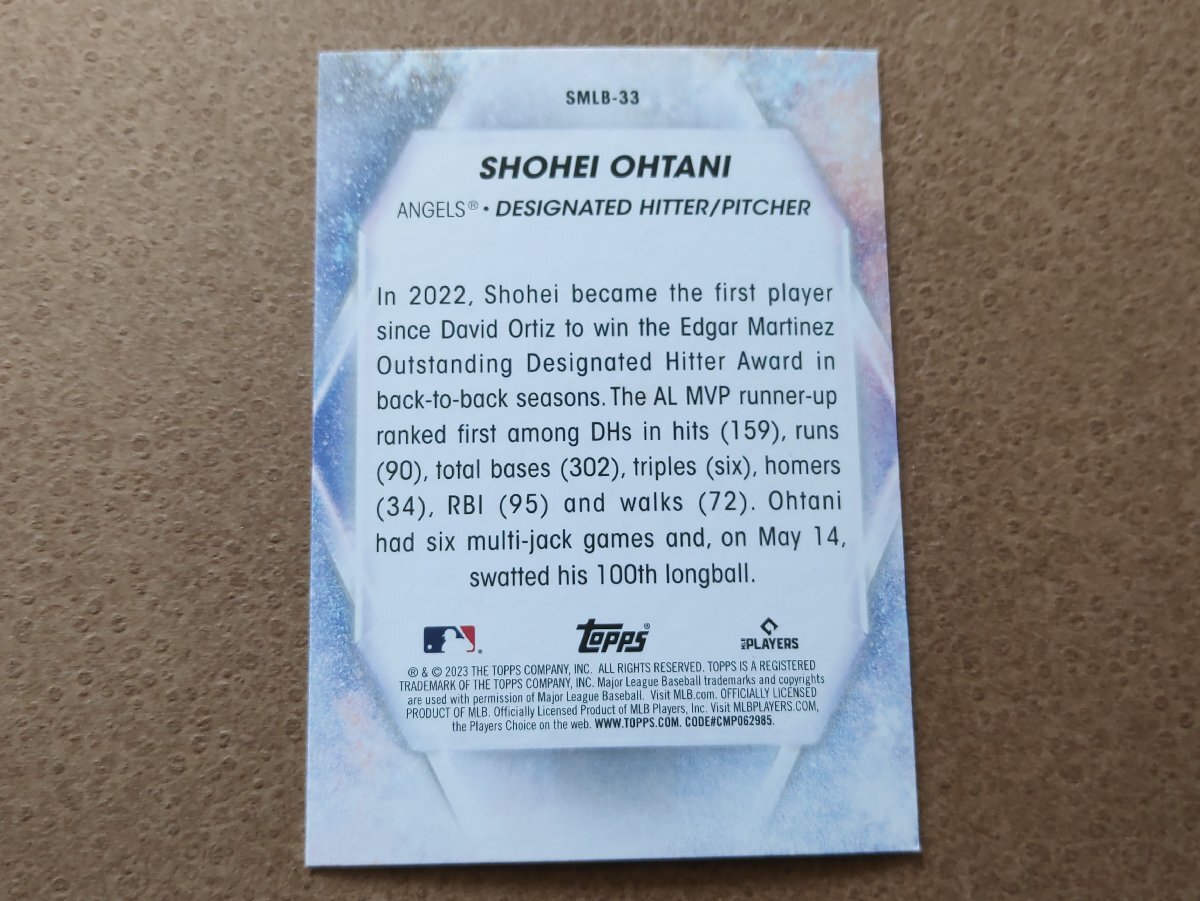 SMLB-33
SHOHEI OHTANI
ANGELS® • DESIGNATED HITTER/PITCHER
In 2022, Shohei became the first player
since David Ortiz to win the Edgar Martinez
Outstanding Designated Hitter Award in
back-to-back seasons. The AL MVP runner-up
ranked first among DHs in hits (159), runs
(90), total bases (302), triples (six), homers
(34), RBI (95) and walks (72). Ohtani
had six multi-jack games and, on May 14,
swatted his 100th longball.
® topps® MLB PLAYERS
® & © 2023 THE TOPPS COMPANY, INC. ALL RIGHTS RESERVED. TOPPS IS A REGISTERED
TRADEMARK OF THE TOPPS COMPANY, INC. Major League Baseball trademarks and copyrights
are used with permission of Major League Baseball. Visit MLB.com. OFFICIALLY LICENSED
PRODUCT OF MLB. Officially Licensed Product of MLB Players, Inc. Visit MLBPLAYERS.COM,
the Players Choice on the web. WWW.TOPPS.COM. CODE#CMP062985.